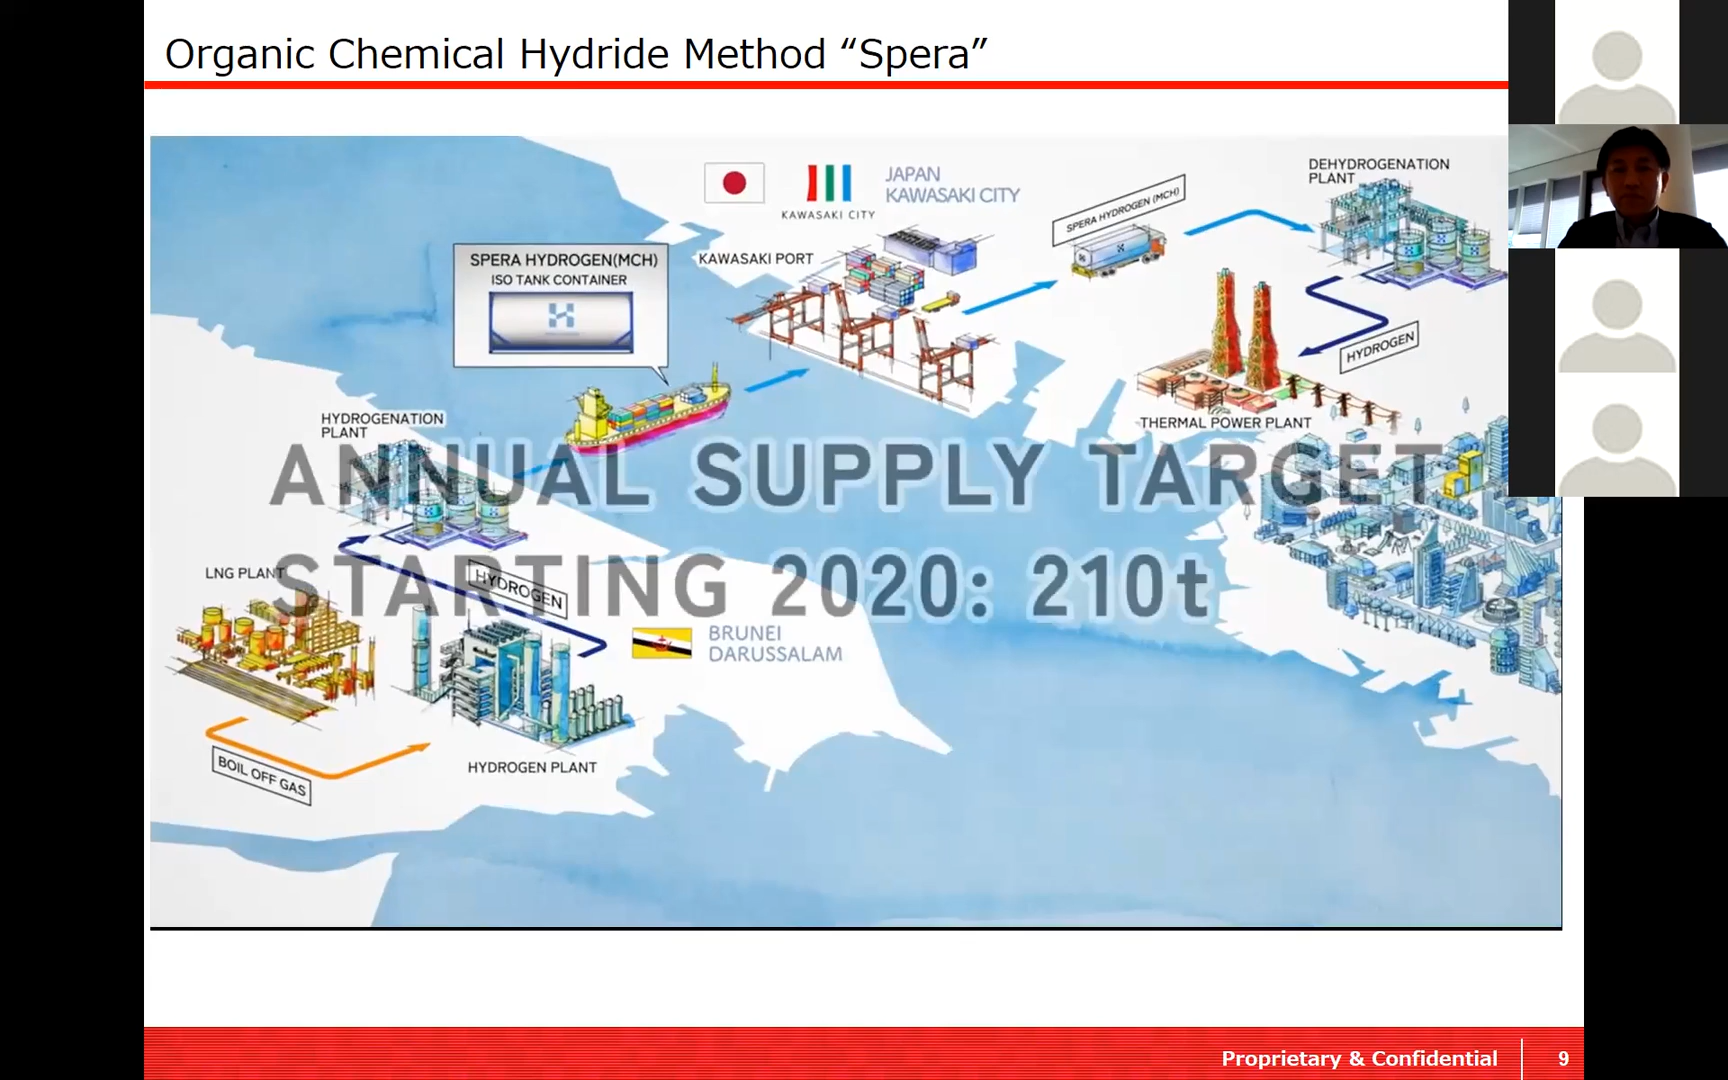 Organic Chemical Hydride Method “Spera”
JAPAN
KAWASAKI CITY
KAWASAKI CITY
SPERA HYDROGEN (MCH)
DEHYDROGENATION
PLANT
SPERA HYDROGEN(MCH)
ISO TANK CONTAINER
KAWASAKI PORT
HYDROGEN
THERMAL POWER PLANT
HYDROGENATION
PLANT
ANNUAL SUPPLY TARGET
STARTING 2020: 210t
LNG PLANT
HYDROGEN
BRUNEI
DARUSSALAM
BOIL OFF GAS
HYDROGEN PLANT
Proprietary & Confidential
9